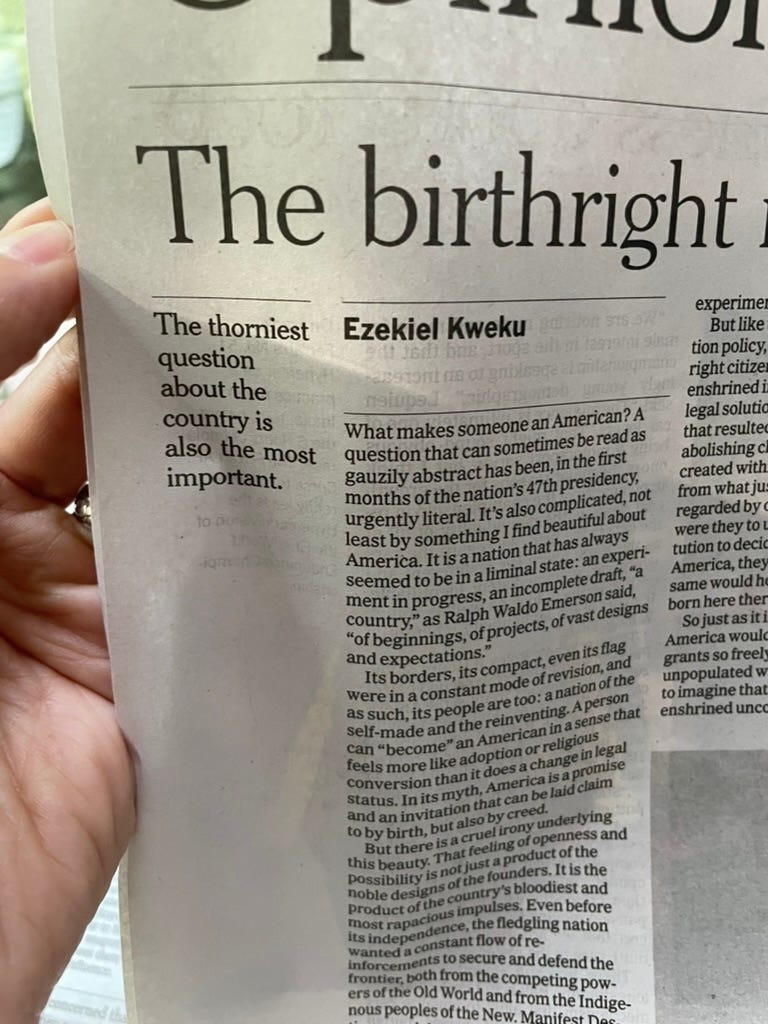 Opinion
The birthright
The thorniest
question
about the
country is
also the most
important.
Ezekiel Kweku
What makes someone an American? A
question that can sometimes be read as
gauzily abstract has been, in the first
months of the nation's 47th presidency,
urgently literal. It's also complicated, not
least by something I find beautiful about
America. It is a nation that has always
seemed to be in a liminal state: an experi-
ment in progress, an incomplete draft, “a
country,” as Ralph Waldo Emerson said,
“of beginnings, of projects, of vast designs
and expectations.”
Its borders, its compact, even its flag
were in a constant mode of revision, and
as such, its people are too: a nation of the
self-made and the reinventing. A person
can “become” an American in a sense that
feels more like adoption or religious
conversion than it does a change in legal
status. In its myth, America is a promise
and an invitation that can be laid claim
to by birth, but also by creed.
But there is a cruel irony underlying
this beauty. That feeling of openness and
possibility is not just a product of the
noble designs of the founders. It is the
product of the country's bloodiest and
most rapacious impulses. Even before
its independence, the fledgling nation
wanted a constant flow of re-
inforcements to secure and defend the
frontier, both from the competing pow-
ers of the Old World and from the Indige-
nous peoples of the New. Manifest Des-
experimen
But like
tion policy,
right citize
enshrined i
legal solutio
that resulted
abolishing cl
created with
from what jus
regarded by
were they to u
tution to decid
America, they
same would h
born here ther
So just as it i
America would
grants so freely
unpopulated w
to imagine that
enshrined unco